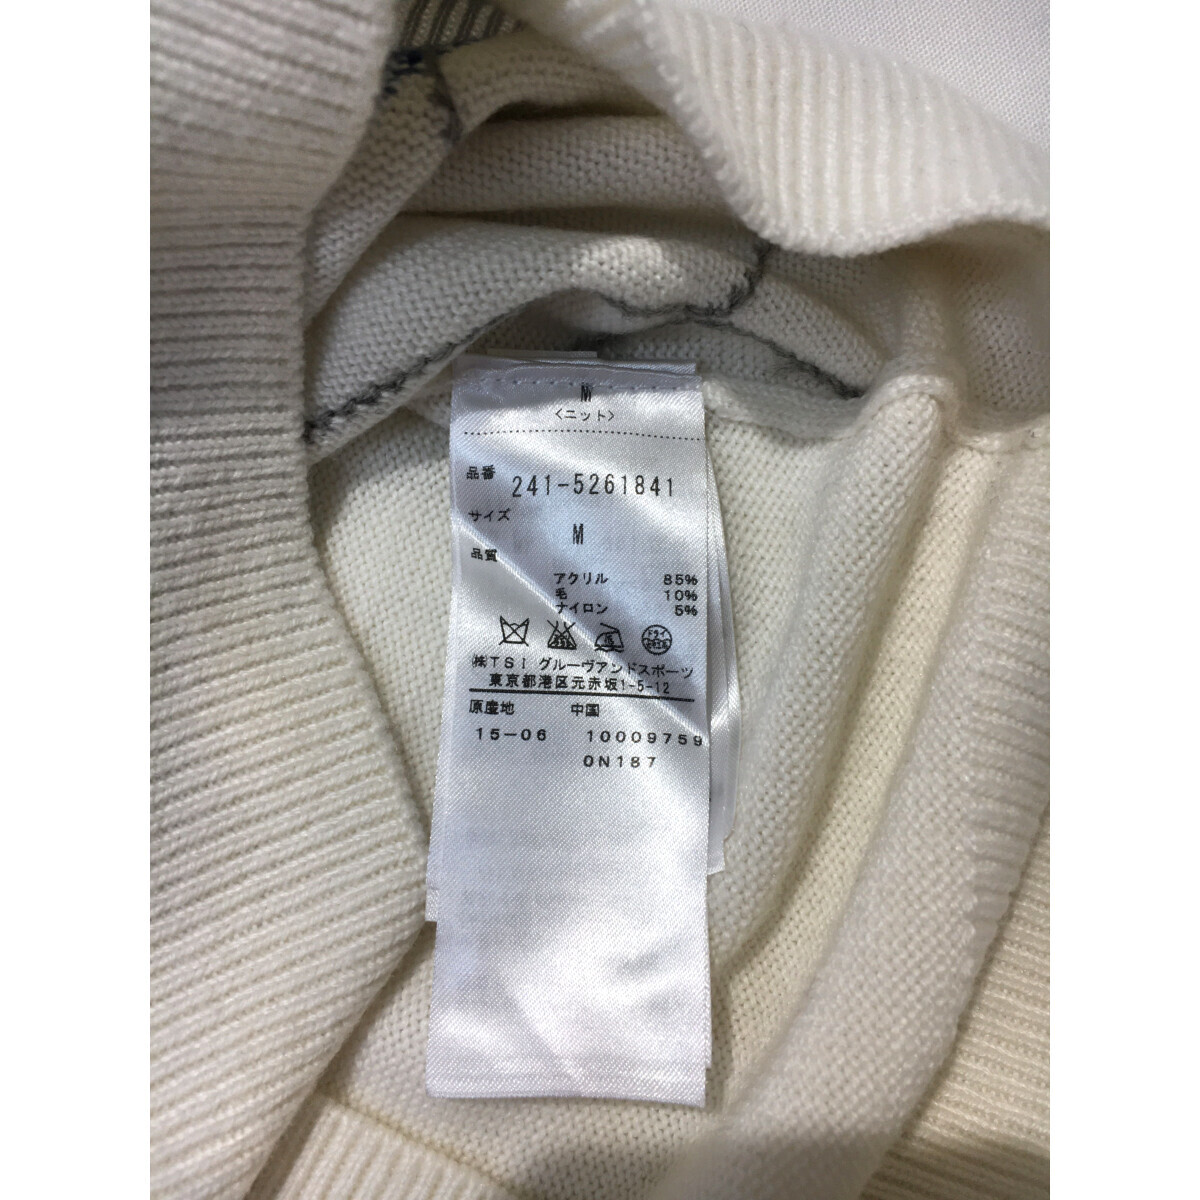 M
<ニット>
品番 241-5261841
サイズ M
品質
アクリル 85%
毛 10%
ナイロン 5%
ドライ
㈱TSI グルーヴアンドスポーツ
東京都港区元赤坂1-5-12
原産地 中国
15-06 10009759
0N187